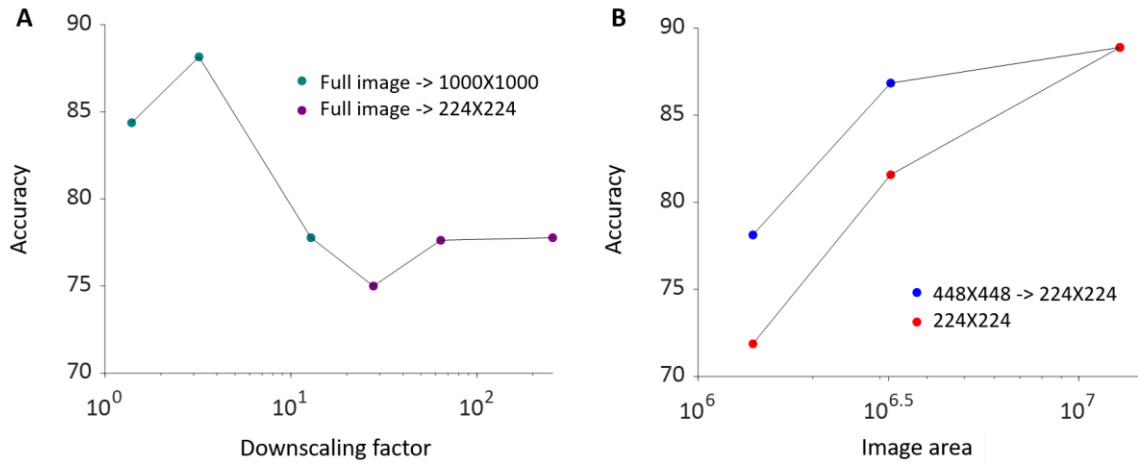 A
90
85
80
75
70
Accuracy
Full image -> 1000X1000
Full image -> 224X224
10^0
10^1
10^2
Downscaling factor
B
90
85
80
75
70
Accuracy
448X448 -> 224X224
224X224
10^6
10^6.5
10^7
Image area